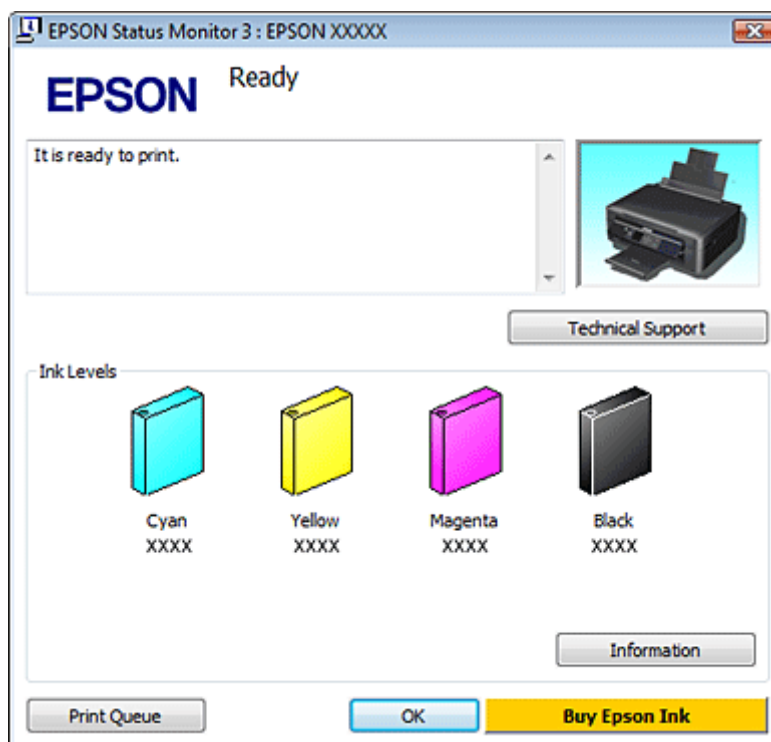 EPSON Status Monitor 3 : EPSON XXXXX
EPSON
Ready
It is ready to print.
Technical Support
Ink Levels
Cyan Yellow Magenta Black
XXXX XXXX XXXX XXXX
Information
Print Queue OK Buy Epson Ink